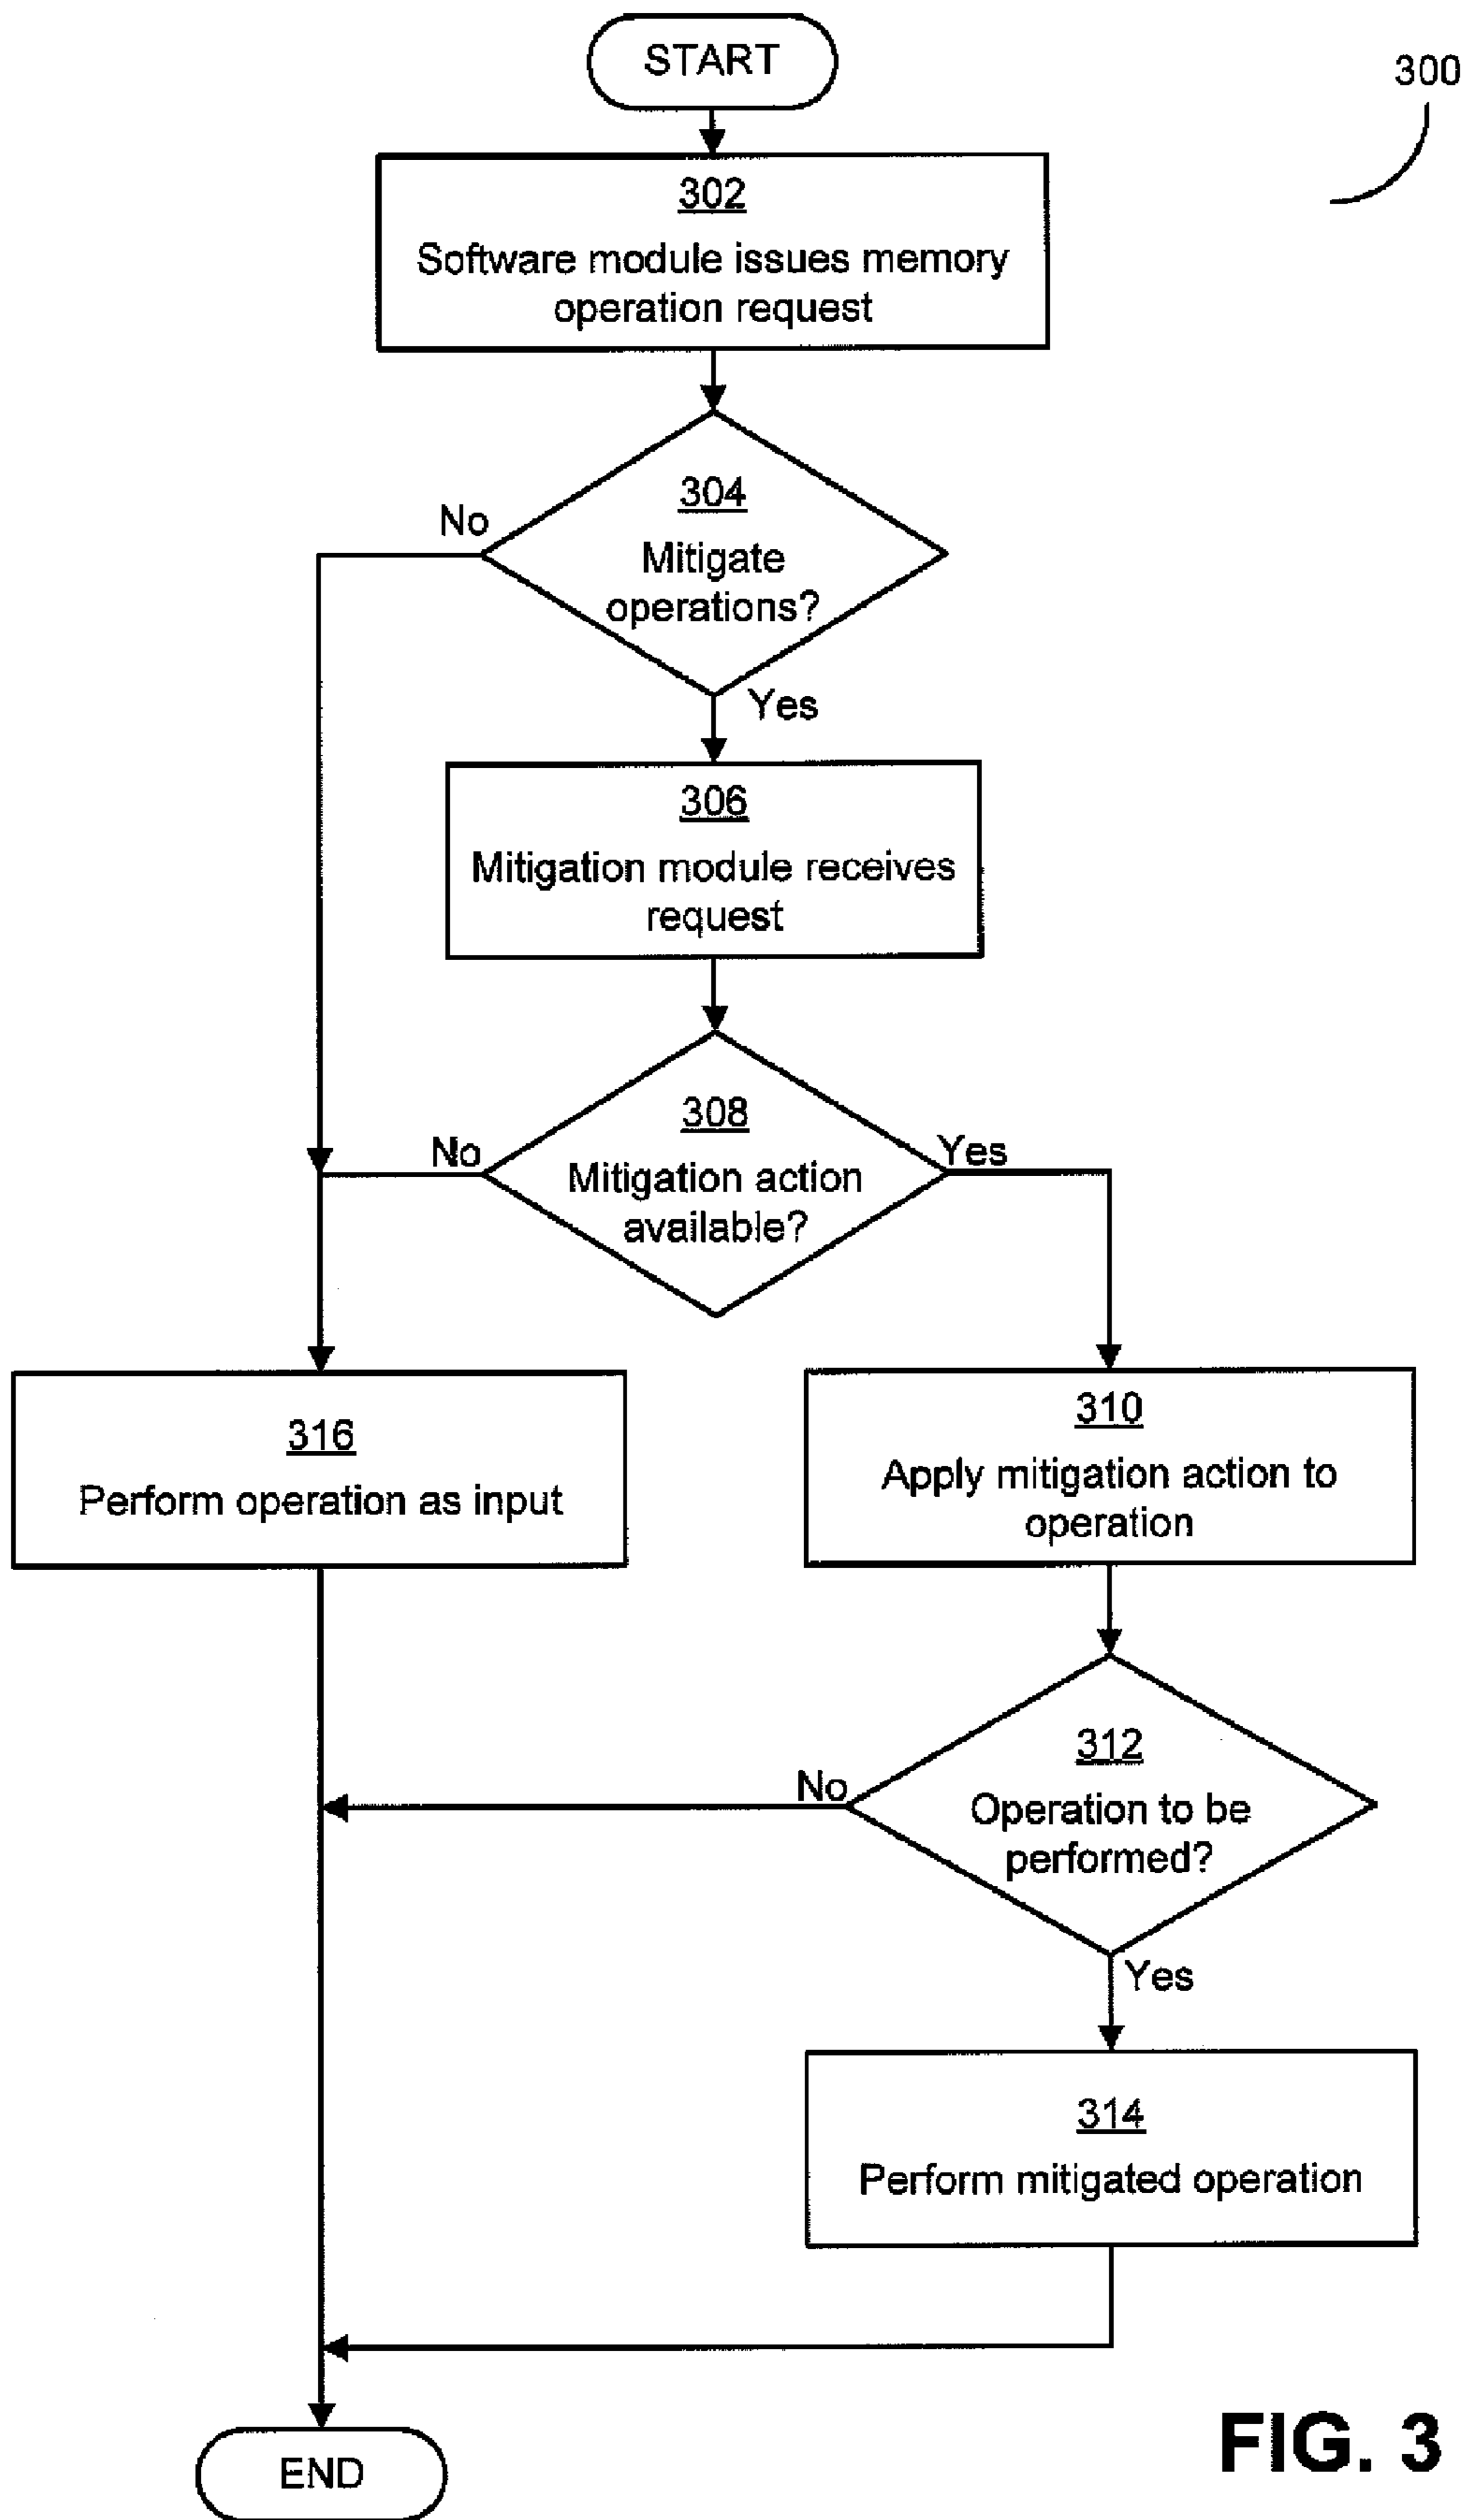 START
300
302
Software module issues memory
operation request
304
No
Mitigate
operations?
Yes
306
Mitigation module receives
request
308
No
Yes
Mitigation action
available?
316
Perform operation as input
310
Apply mitigation action to
operation
312
No
Operation to be
performed?
Yes
314
Perform mitigated operation
END
FIG. 3